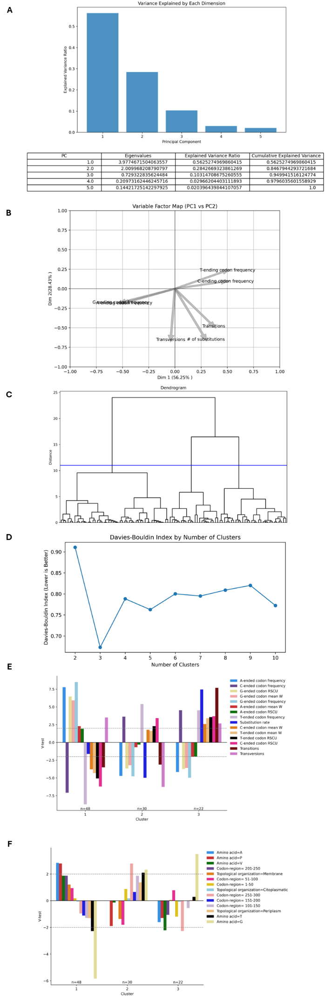 A
Variance Explained by Each Dimension
Explained Variance Ratio
0.5
0.4
0.3
0.2
0.1
0.0
1 2 3 4 5
Principal Component
PC Eigenvalues Explained Variance Ratio Cumulative Explained Variance
1.0 3.9774671504063557 0.5625274969860415 0.5625274969860415
2.0 2.009968208790797 0.2842669323861269 0.8467944293721684
3.0 0.729322835624484 0.10314708675260555 0.949941516124774
4.0 0.20973162446245716 0.02966204403111893 0.9796035601558929
5.0 0.14421725142297925 0.020396439844107057 1.0
B
Variable Factor Map (PC1 vs PC2)
Dim 2(28.43% )
1.00
0.75
0.50
0.25
0.00
−0.25
−0.50
−0.75
−1.00
T-ending codon frequency
C-ending codon frequency
G-ending codon frequency
A-ending codon frequency
Transitions
Transversions # of substitutions
−1.00 −0.75 −0.50 −0.25 0.00 0.25 0.50 0.75 1.00
Dim 1 (56.25% )
C
Dendrogram
Distance
25
20
15
10
5
0
D
Davies-Bouldin Index by Number of Clusters
Davies-Bouldin Index (Lower is Better)
0.90
0.85
0.80
0.75
0.70
2 3 4 5 6 7 8 9 10
Number of Clusters
E
V-test
7.5
5.0
2.5
0.0
−2.5
−5.0
−7.5
n=48 n=30 n=22
1 2 3
Cluster
A-ended codon frequency
C-ended codon frequency
G-ended codon RSCU
G-ended codon mean W
G-ended codon frequency
A-ended codon mean W
A-ended codon RSCU
T-ended codon frequency
Substitution rate
C-ended codon mean W
T-ended codon mean W
T-ended codon RSCU
C-ended codon RSCU
Transitions
Transversions
F
V-test
2
0
−2
−4
−6
n=48 n=30 n=22
1 2 3
Cluster
Amino acid=A
Amino acid=P
Amino acid=V
Codon-region= 201-250
Topological organization=Membrane
Codon-region= 51-100
Codon-region= 1-50
Topological organization=Citoplasmatic
Codon-region= 251-300
Codon-region= 151-200
Codon-region= 101-150
Topological organization=Periplasm
Amino acid=T
Amino acid=G